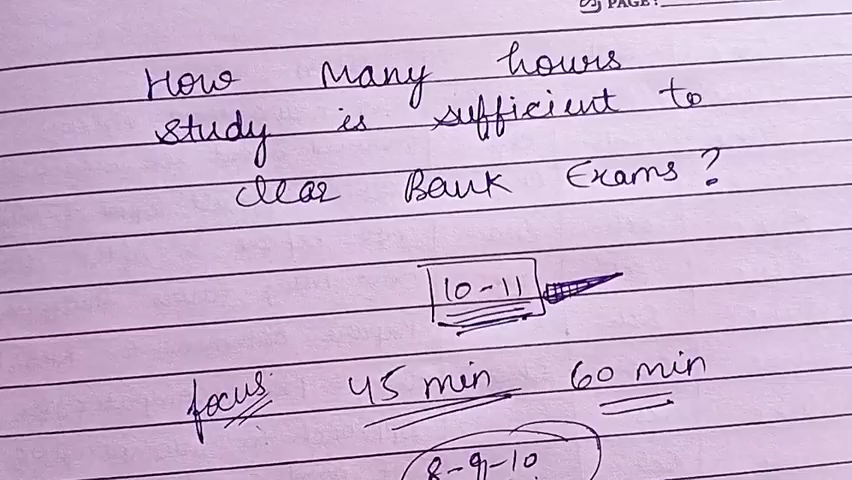 PAGE:
How Many hours
study is sufficient to
clear Bank Exams?
10-11
focus 45 min 60 min
8-9-10